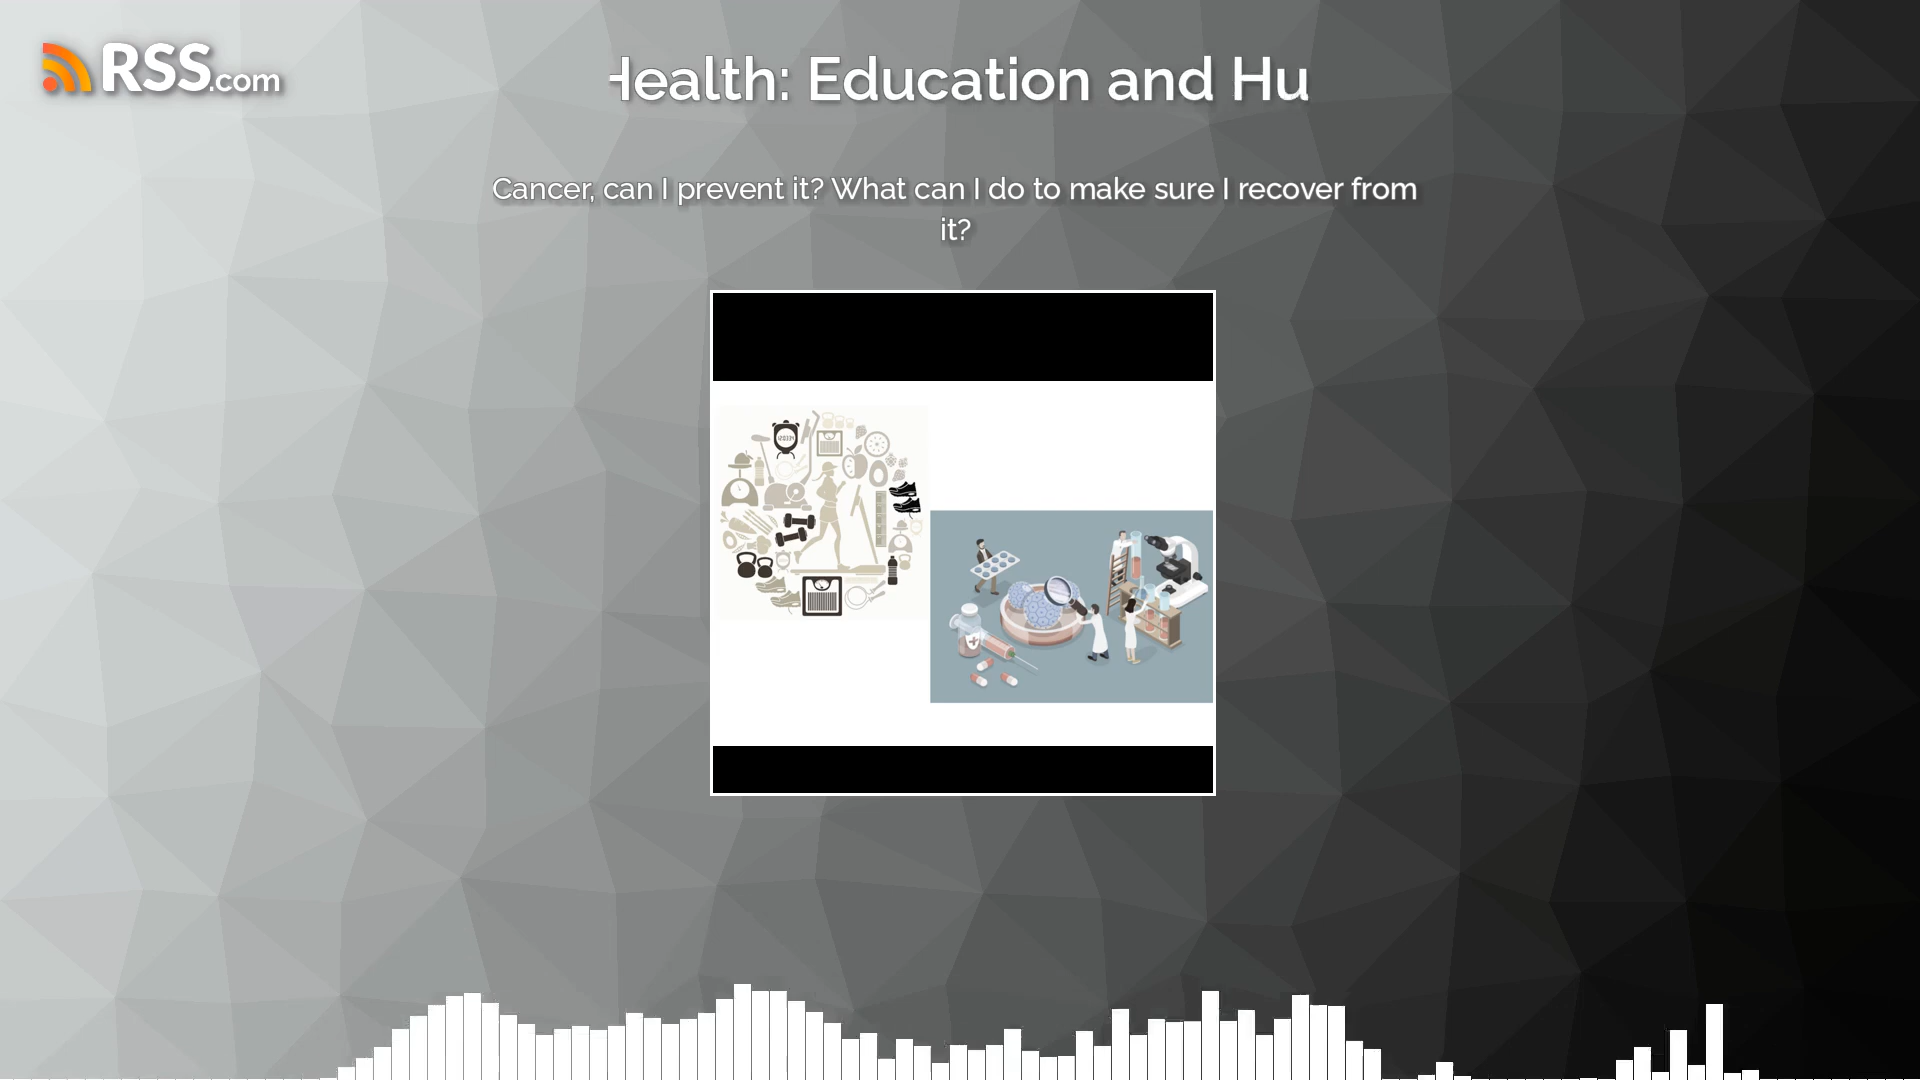 RSS.com
Health: Education and Hu
Cancer, can I prevent it? What can I do to make sure I recover from
it?